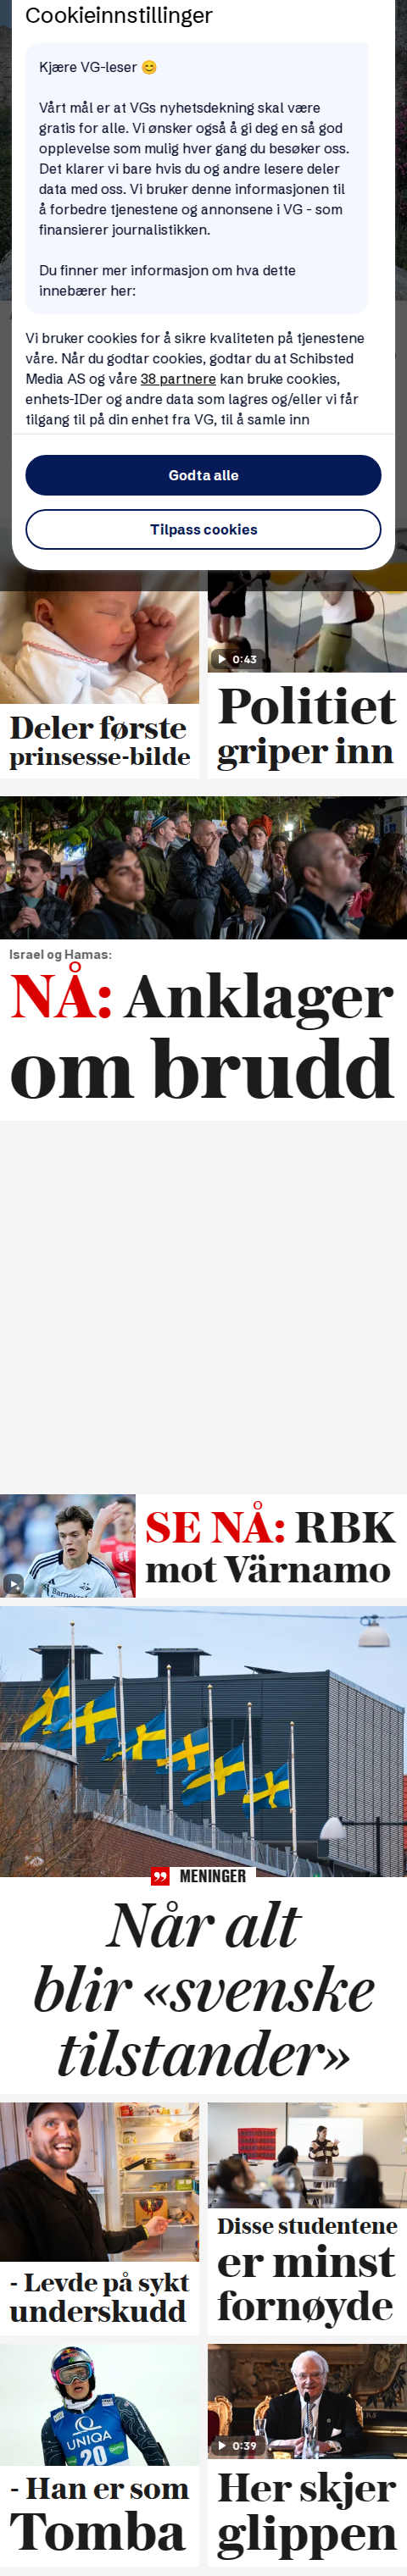 Cookieinnstillinger
Kjære VG-leser 😊
Vårt mål er at VGs nyhetsdekning skal være
gratis for alle. Vi ønsker også å gi deg en så god
opplevelse som mulig hver gang du besøker oss.
Det klarer vi bare hvis du og andre lesere deler
data med oss. Vi bruker denne informasjonen til
å forbedre tjenestene og annonsene i VG - som
finansierer journalistikken.
Du finner mer informasjon om hva dette
innebærer her:
Vi bruker cookies for å sikre kvaliteten på tjenestene
våre. Når du godtar cookies, godtar du at Schibsted
Media AS og våre 38 partnere kan bruke cookies,
enhets-IDer og andre data som lagres og/eller vi får
tilgang til på din enhet fra VG, til å samle inn
Godta alle
Tilpass cookies
Deler første
prinsesse-bilde
0:43
Politiet
griper inn
Israel og Hamas:
NÅ: Anklager
om brudd
SE NÅ: RBK
mot Värnamo
MENINGER
Når alt
blir «svenske
tilstander»
- Levde på sykt
underskudd
Disse studentene
er minst
fornøyde
UNIQA
20
- Han er som
Tomba
0:39
Her skjer
glippen